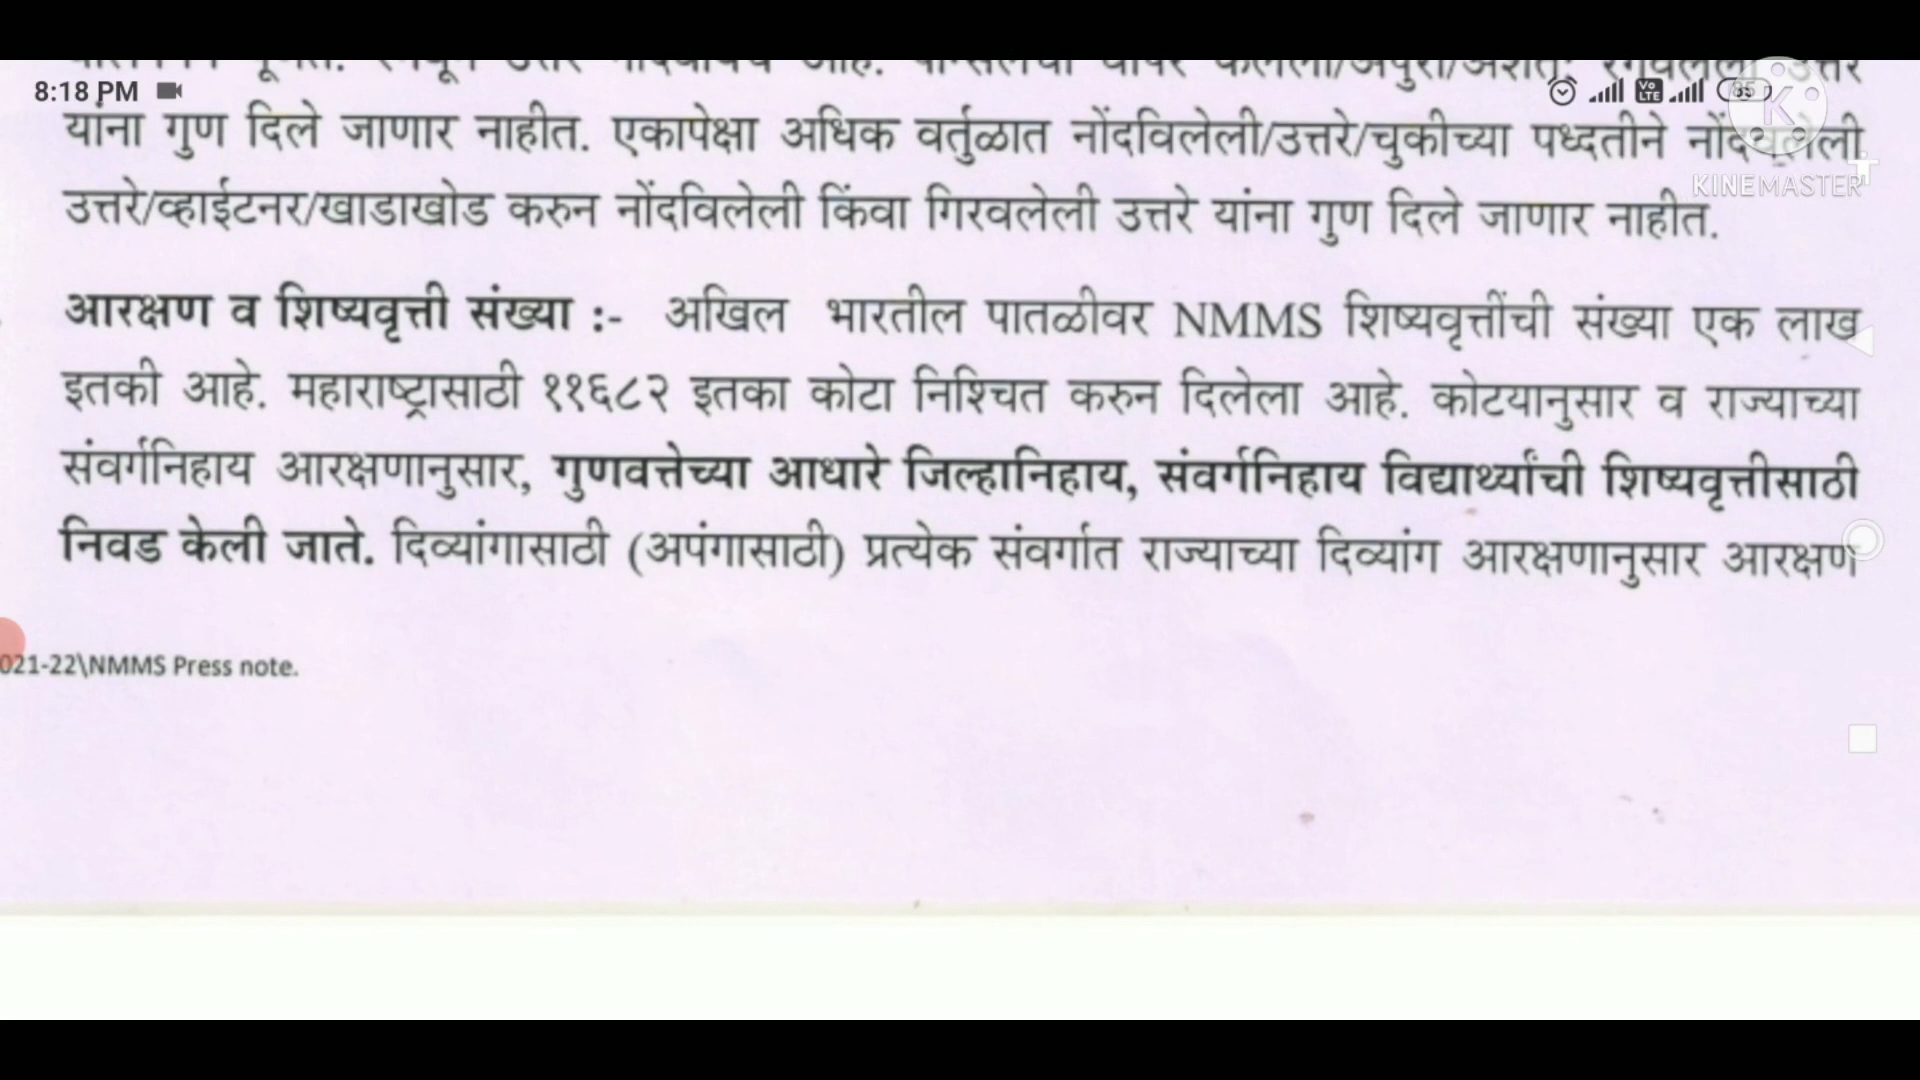 8:18 PM
यांना गुण दिले जाणार नाहीत. एकापेक्षा अधिक वर्तुळात नोंदविलेली/उत्तरे/चुकीच्या पध्दतीने नोंदवलेली
KINEMASTER
उत्तरे/व्हाईटनर/खाडाखोड करुन नोंदविलेली किंवा गिरवलेली उत्तरे यांना गुण दिले जाणार नाहीत.
आरक्षण व शिष्यवृत्ती संख्या :- अखिल भारतील पातळीवर NMMS शिष्यवृत्तींची संख्या एक लाख
इतकी आहे. महाराष्ट्रासाठी ११६८२ इतका कोटा निश्चित करुन दिलेला आहे. कोटयानुसार व राज्याच्या
संवर्गनिहाय आरक्षणानुसार, गुणवत्तेच्या आधारे जिल्हानिहाय, संवर्गनिहाय विद्यार्थ्यांची शिष्यवृत्तीसाठी
निवड केली जाते. दिव्यांगासाठी (अपंगासाठी) प्रत्येक संवर्गात राज्याच्या दिव्यांग आरक्षणानुसार आरक्षण
021-22\NMMS Press note.